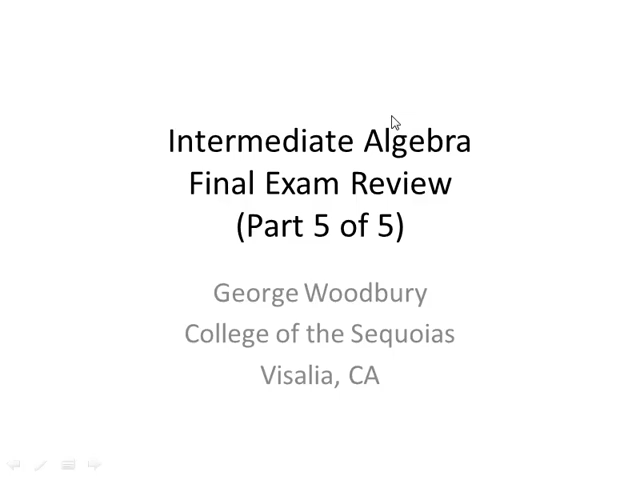 Intermediate Algebra
Final Exam Review
(Part 5 of 5)
George Woodbury
College of the Sequoias
Visalia, CA